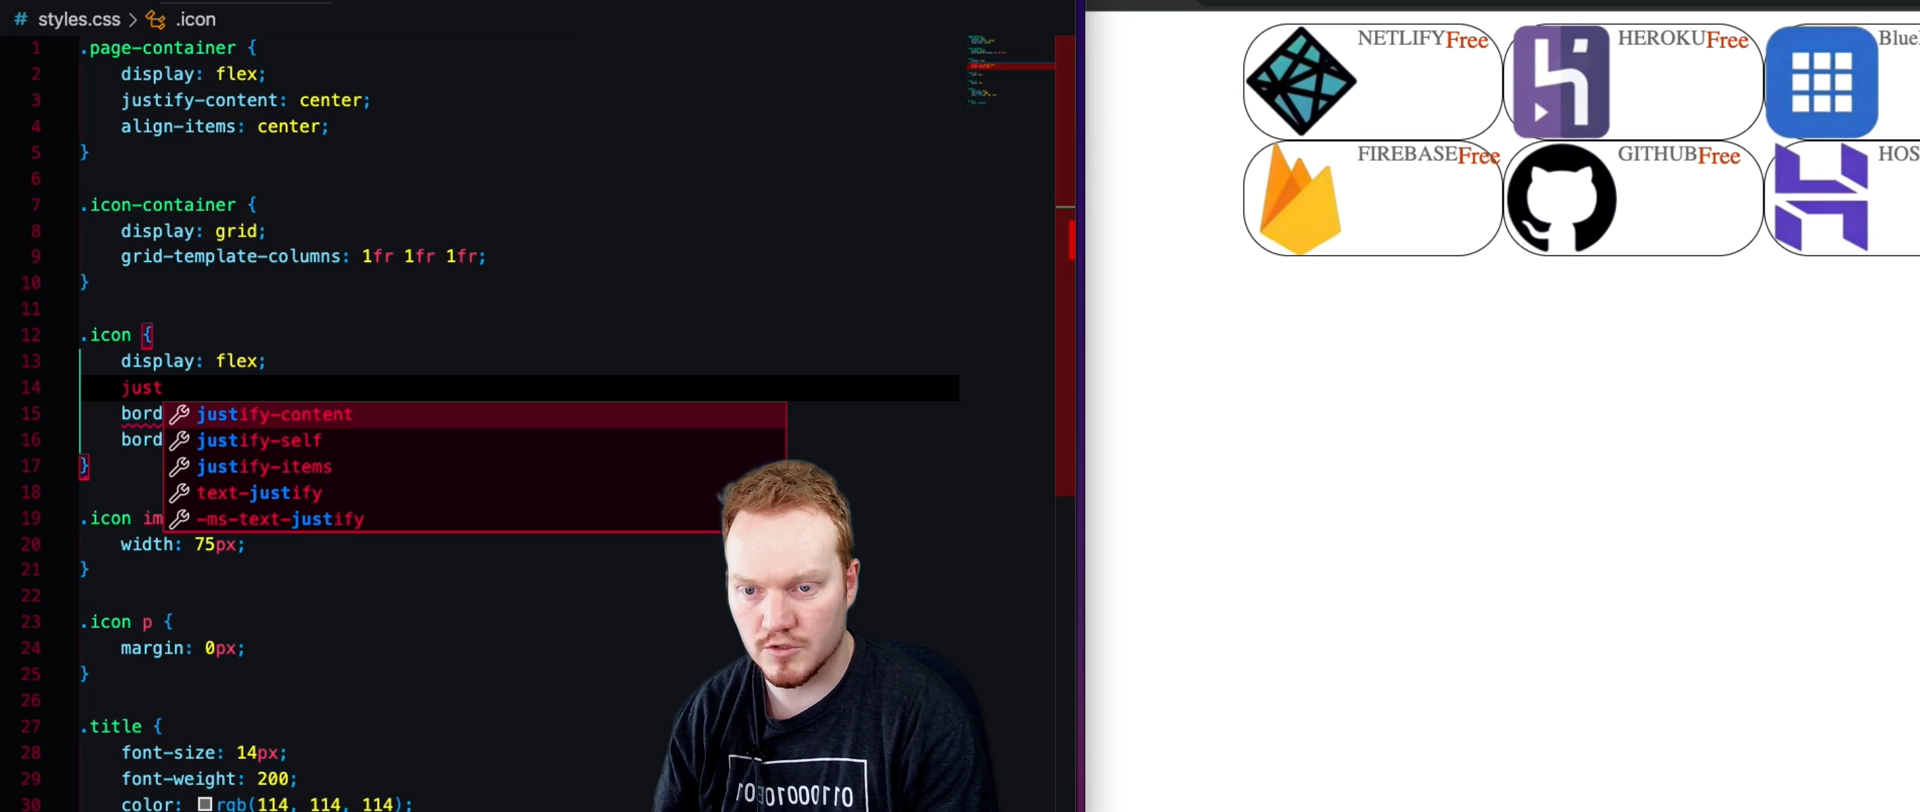 # styles.css > .icon
1 .page-container {
2 display: flex;
3 justify-content: center;
4 align-items: center;
5 }
6
7 .icon-container {
8 display: grid;
9 grid-template-columns: 1fr 1fr 1fr;
10 }
11
12 .icon {
13 display: flex;
14 just
15 bord
16 bord
17 }
18
19 .icon im
20 width: 75px;
21 }
22
23 .icon p {
24 margin: 0px;
25 }
26
27 .title {
28 font-size: 14px;
29 font-weight: 200;
30 color: rgb(114, 114, 114);
justify-content
justify-self
justify-items
text-justify
-ms-text-justify
NETLIFYFree
HEROKUFree
Blue
FIREBASEFree
GITHUBFree
HOS